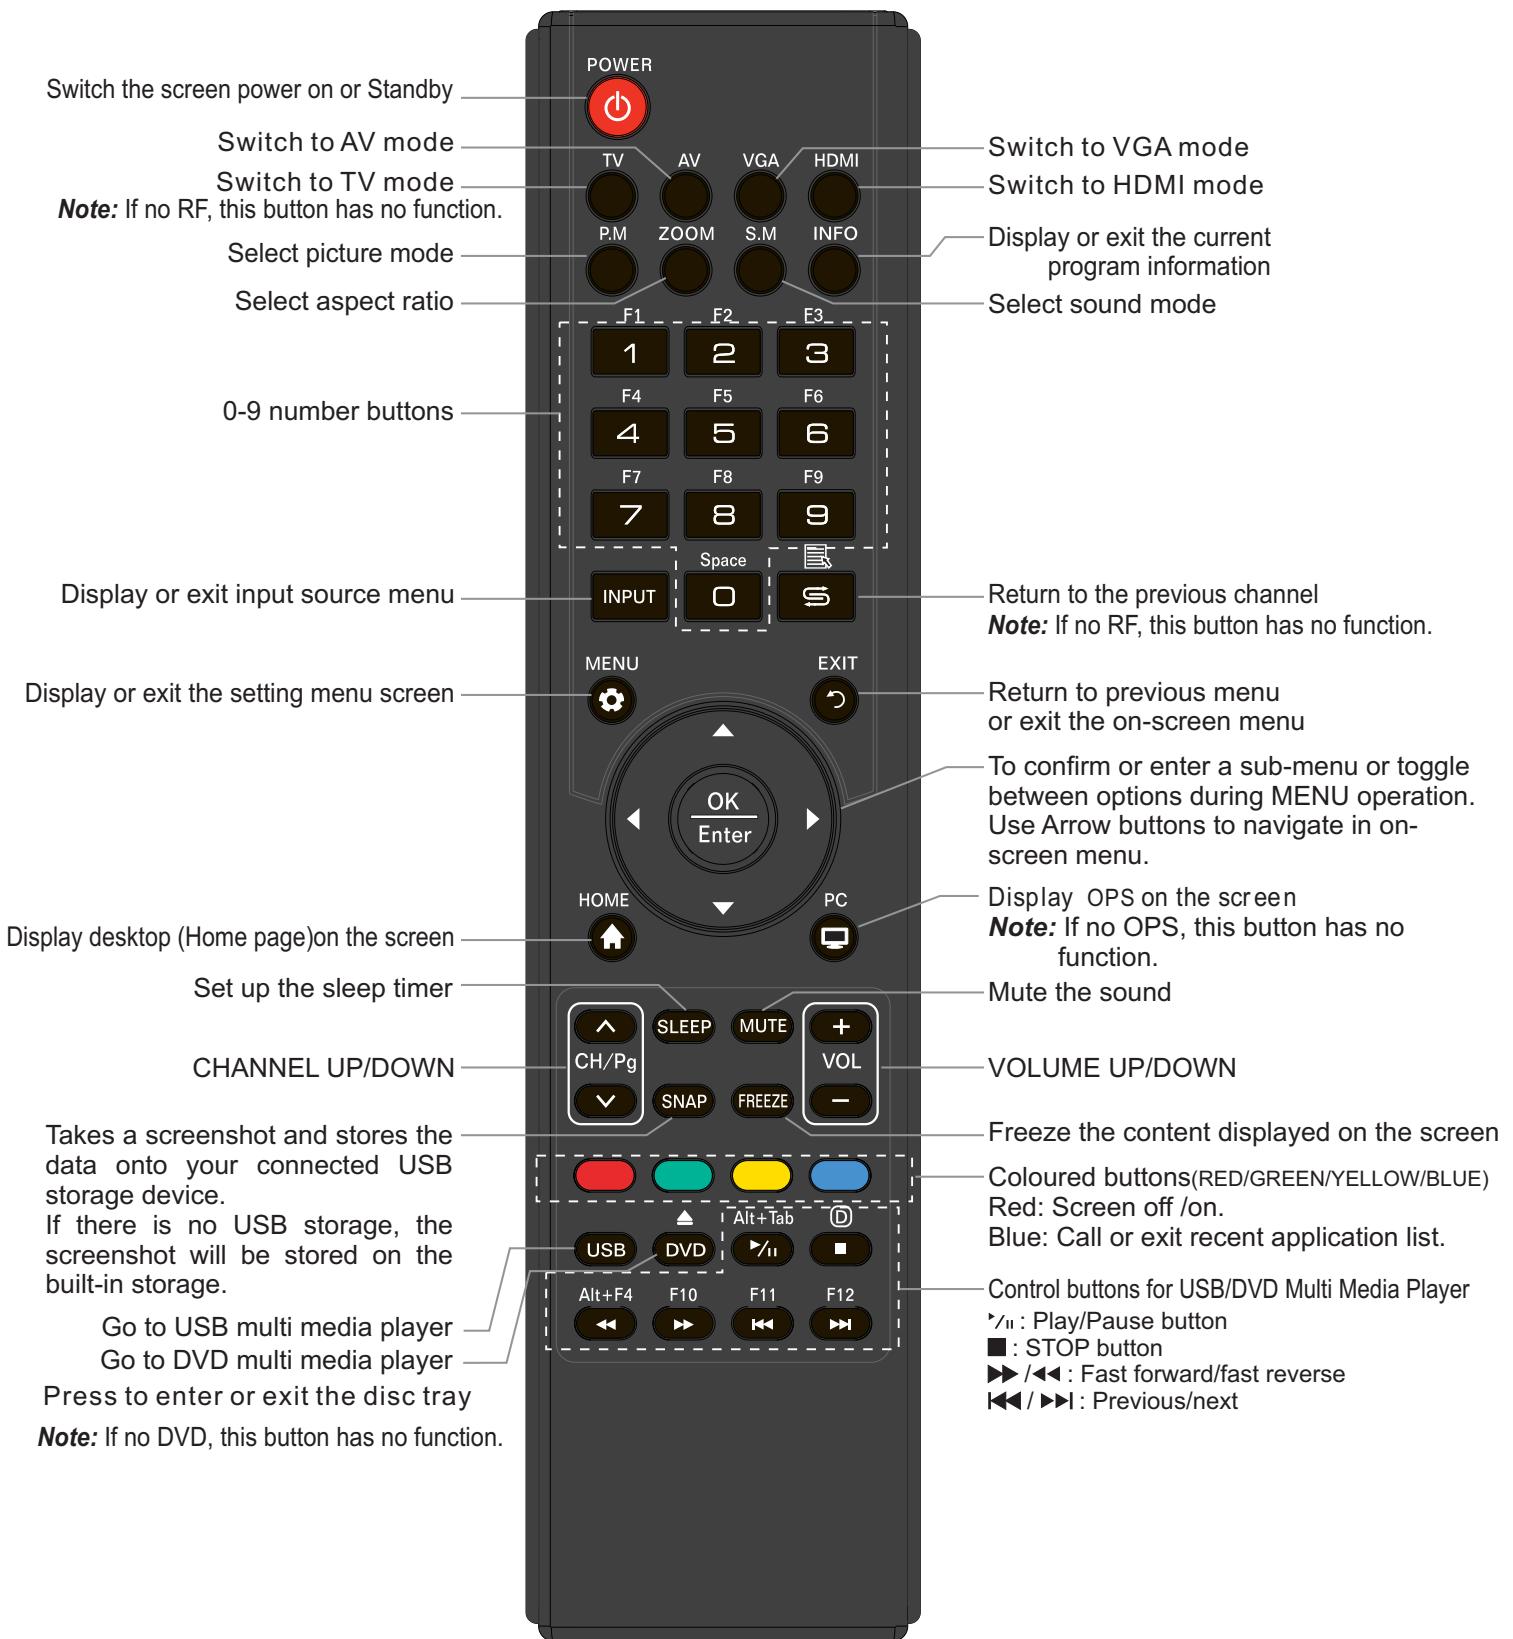 Switch the screen power on or Standby
Switch to AV mode
Switch to TV mode
Note: If no RF, this button has no function.
Select picture mode
Select aspect ratio
0-9 number buttons
Display or exit input source menu
Display or exit the setting menu screen
Display desktop (Home page)on the screen
Set up the sleep timer
CHANNEL UP/DOWN
Takes a screenshot and stores the
data onto your connected USB
storage device.
If there is no USB storage, the
screenshot will be stored on the
built-in storage.
Go to USB multi media player
Go to DVD multi media player
Press to enter or exit the disc tray
Note: If no DVD, this button has no function.
POWER
TV AV VGA HDMI
P.M ZOOM S.M INFO
F1 F2 F3
1 2 3
F4 F5 F6
4 5 6
F7 F8 F9
7 8 9
Space
INPUT 0
MENU EXIT
OK
Enter
HOME PC
SLEEP MUTE
CH/Pg VOL
SNAP FREEZE
Alt+Tab D
USB DVD
Alt+F4 F10 F11 F12
Switch to VGA mode
Switch to HDMI mode
Display or exit the current
program information
Select sound mode
Return to the previous channel
Note: If no RF, this button has no function.
Return to previous menu
or exit the on-screen menu
To confirm or enter a sub-menu or toggle
between options during MENU operation.
Use Arrow buttons to navigate in on-
screen menu.
Display OPS on the screen
Note: If no OPS, this button has no
function.
Mute the sound
VOLUME UP/DOWN
Freeze the content displayed on the screen
Coloured buttons(RED/GREEN/YELLOW/BLUE)
Red: Screen off /on.
Blue: Call or exit recent application list.
Control buttons for USB/DVD Multi Media Player
: Play/Pause button
: STOP button
/ : Fast forward/fast reverse
/ : Previous/next